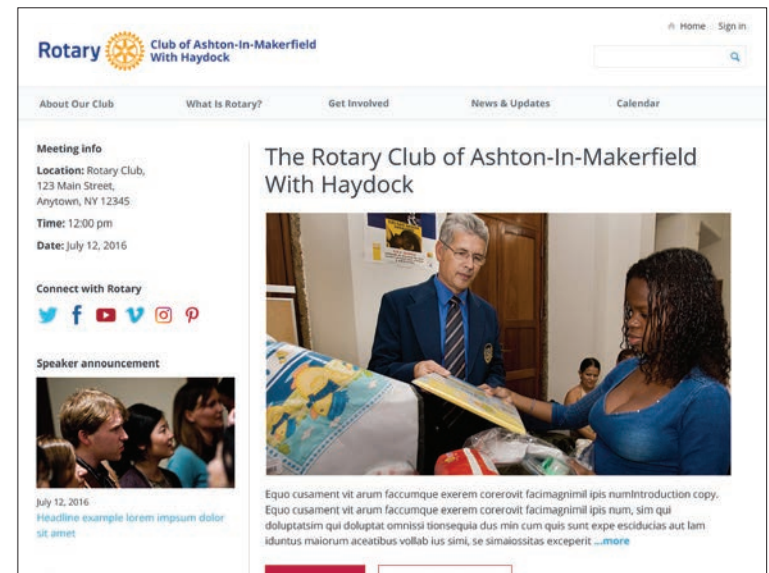 Home Sign in
Rotary
Club of Ashton-In-Makerfield
With Haydock
About Our Club What Is Rotary? Get Involved News & Updates Calendar
Meeting info
Location: Rotary Club,
123 Main Street,
Anytown, NY 12345
Time: 12:00 pm
Date: July 12, 2016
Connect with Rotary
Speaker announcement
July 12, 2016
Headline example lorem impsum dolor
sit amet
The Rotary Club of Ashton-In-Makerfield
With Haydock
Equo cusament vit arum faccumque exerem corerovit facimagnimil ipis numIntroduction copy.
Equo cusament vit arum faccumque exerem corerovit facimagnimil ipis num, sim qui
doluptatsim qui doluptat omnissi tionsequia dus min cum quis sunt expe esciducias aut lam
iduntus maiorum aceatibus vollab ius simi, se simaiossitas exceperit ...more